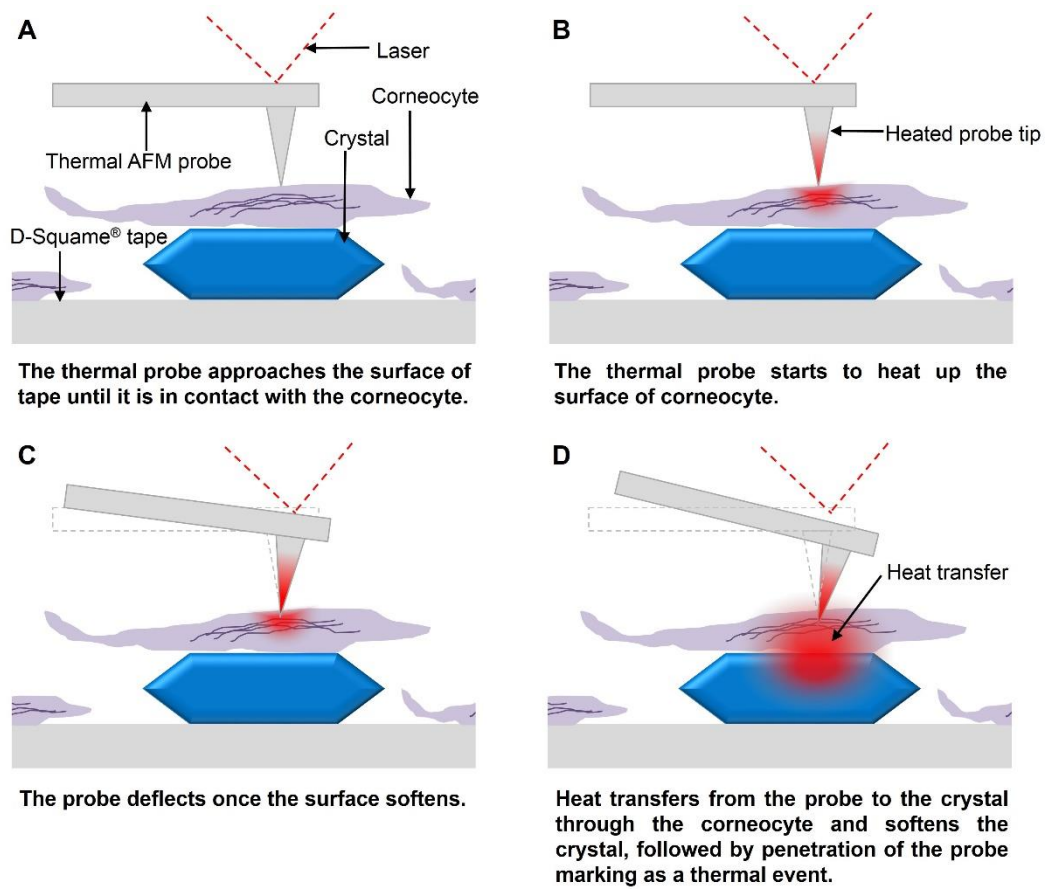 A
Laser
Corneocyte
Crystal
Thermal AFM probe
D-Squame® tape
The thermal probe approaches the surface of
tape until it is in contact with the corneocyte.
B
Heated probe tip
The thermal probe starts to heat up the
surface of corneocyte.
C
The probe deflects once the surface softens.
D
Heat transfer
Heat transfers from the probe to the crystal
through the corneocyte and softens the
crystal, followed by penetration of the probe
marking as a thermal event.